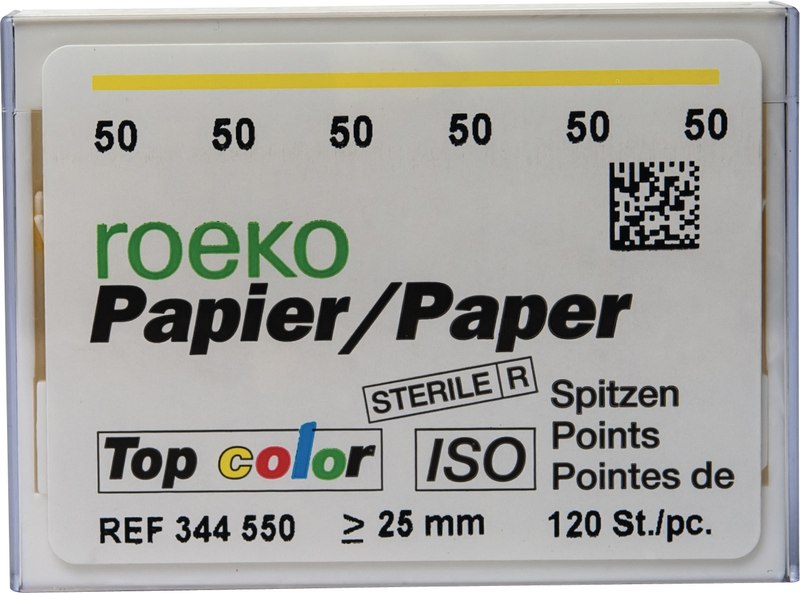 50 50 50 50 50 50
roeko
Papier/Paper
STERILE R
Spitzen
Points
Pointes de
Top color
ISO
REF 344 550 ≥ 25 mm 120 St./pc.